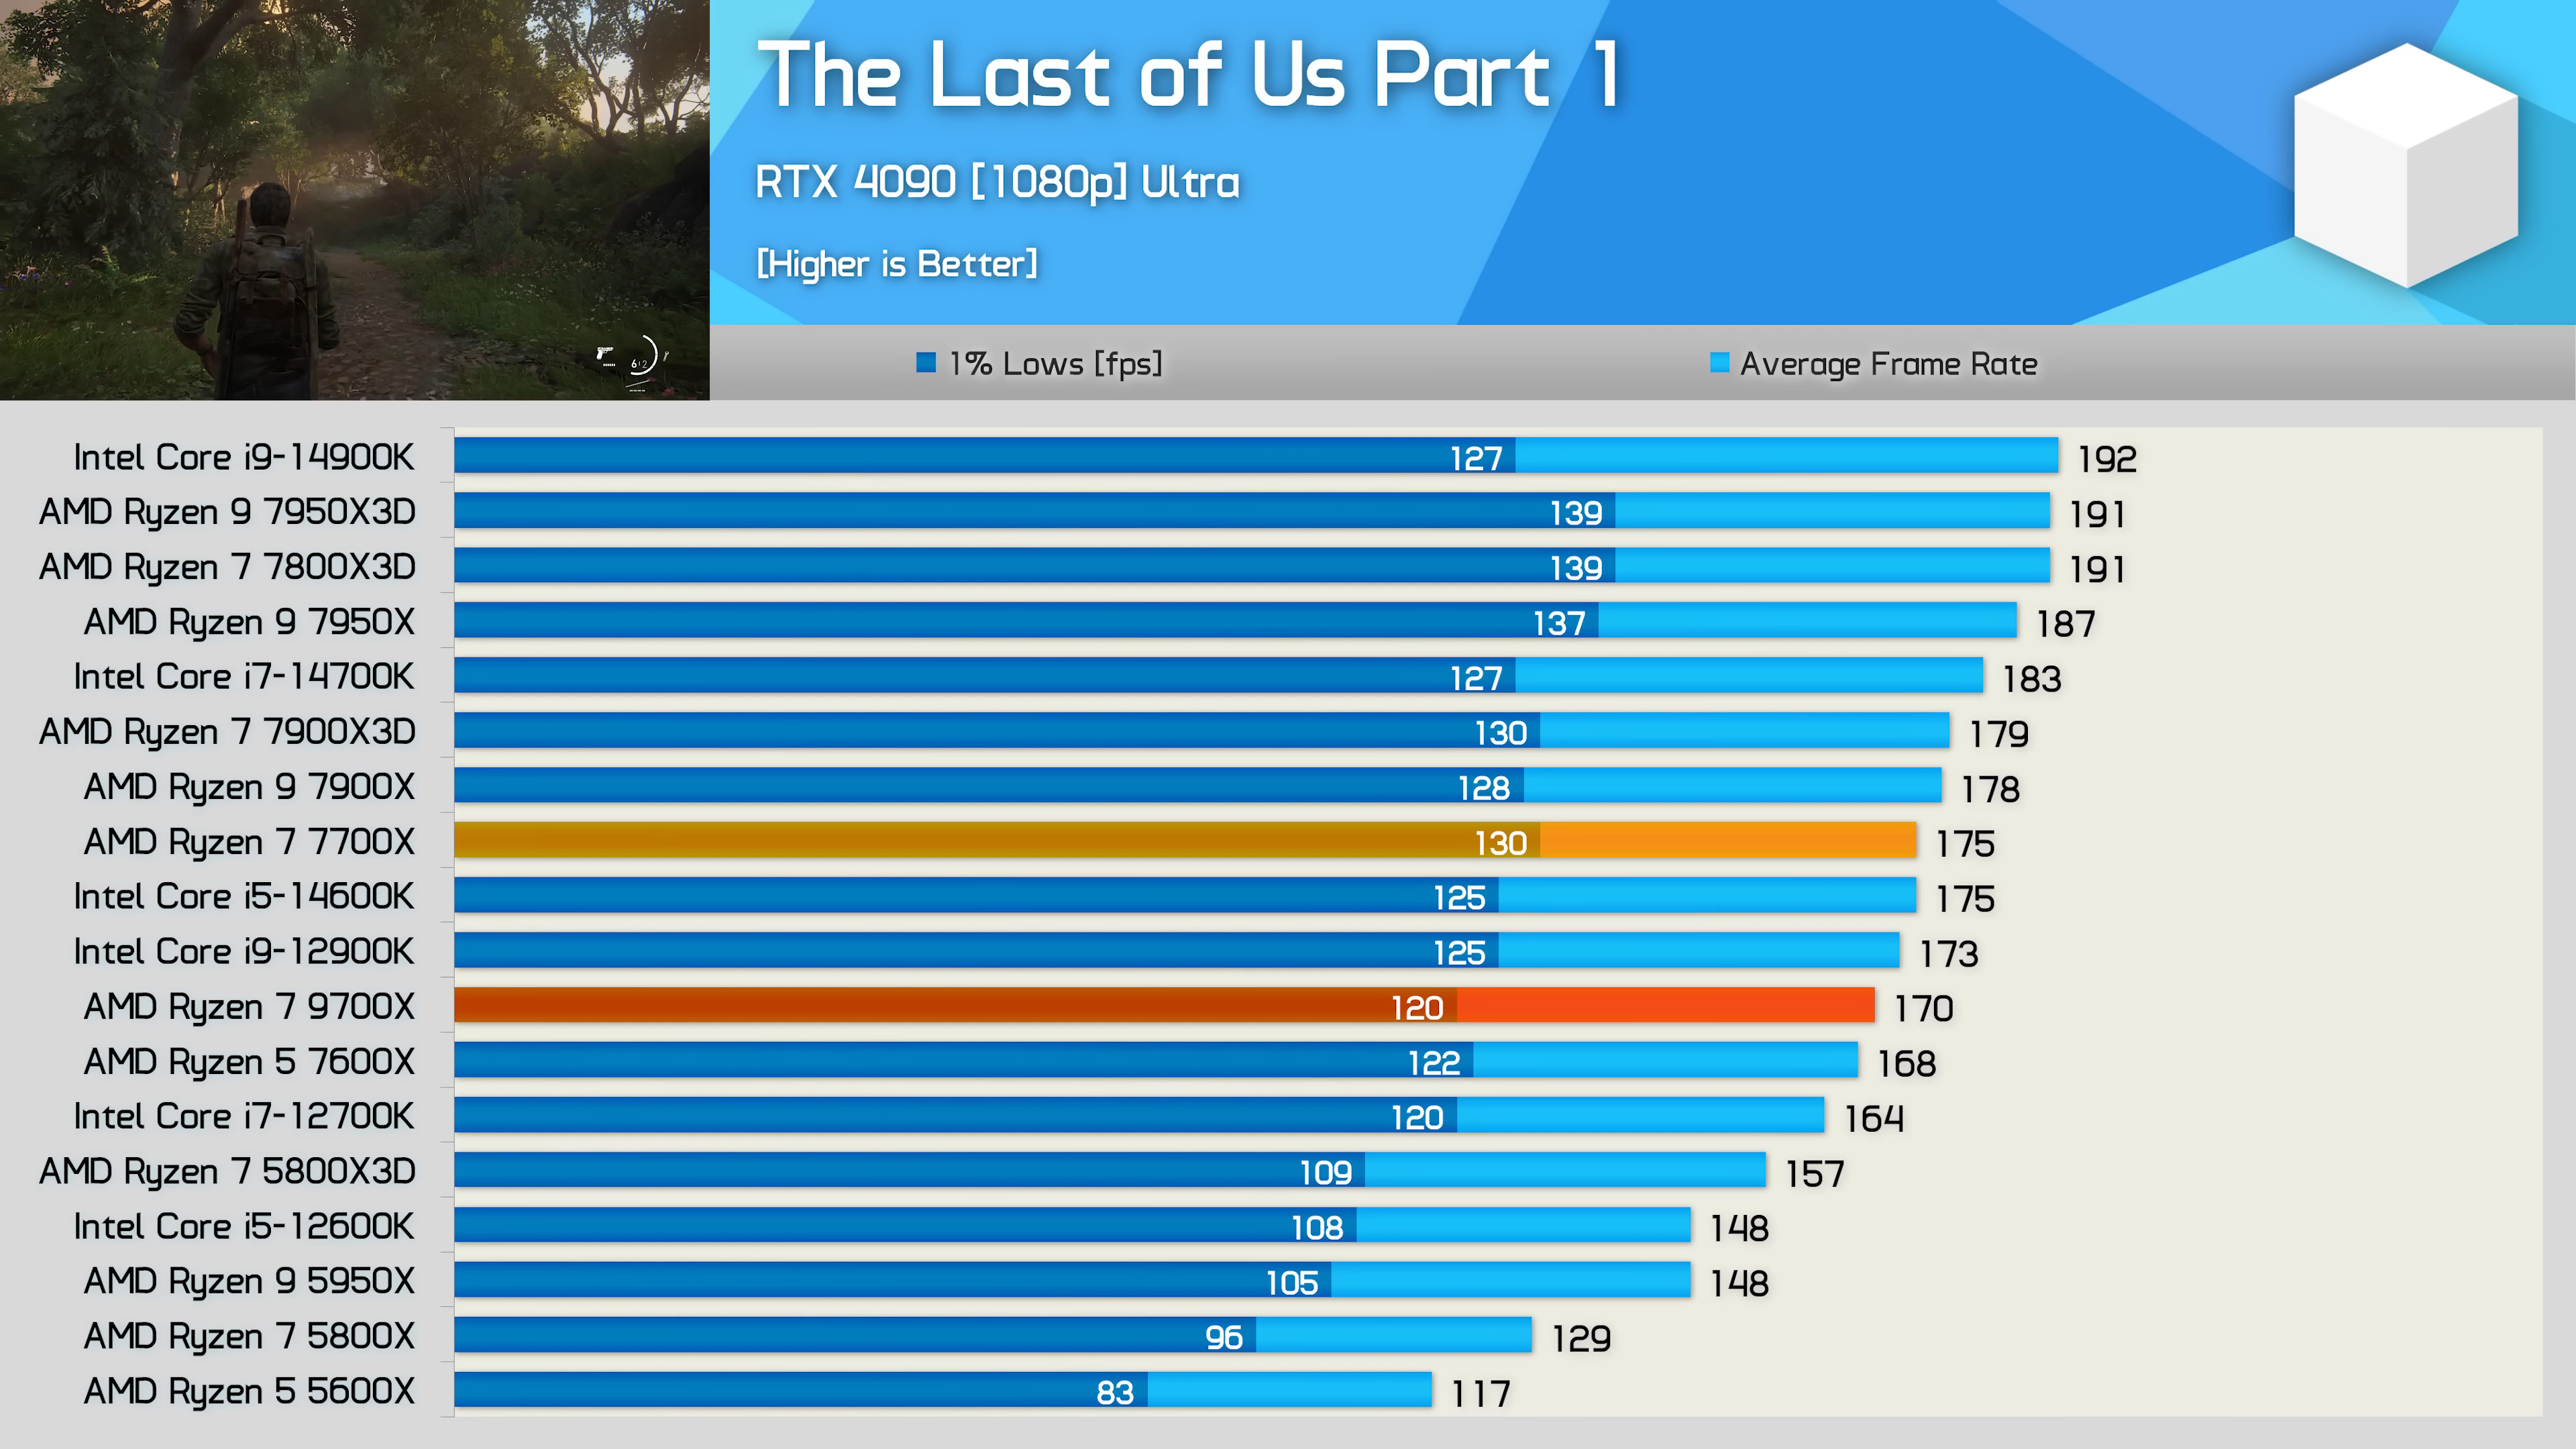 The Last of Us Part 1
RTX 4090 [1080p] Ultra
[Higher is Better]
1% Lows [fps] Average Frame Rate
Intel Core i9-14900K 127 192
AMD Ryzen 9 7950X3D 139 191
AMD Ryzen 7 7800X3D 139 191
AMD Ryzen 9 7950X 137 187
Intel Core i7-14700K 127 183
AMD Ryzen 7 7900X3D 130 179
AMD Ryzen 9 7900X 128 178
AMD Ryzen 7 7700X 130 175
Intel Core i5-14600K 125 175
Intel Core i9-12900K 125 173
AMD Ryzen 7 9700X 120 170
AMD Ryzen 5 7600X 122 168
Intel Core i7-12700K 120 164
AMD Ryzen 7 5800X3D 109 157
Intel Core i5-12600K 108 148
AMD Ryzen 9 5950X 105 148
AMD Ryzen 7 5800X 96 129
AMD Ryzen 5 5600X 83 117